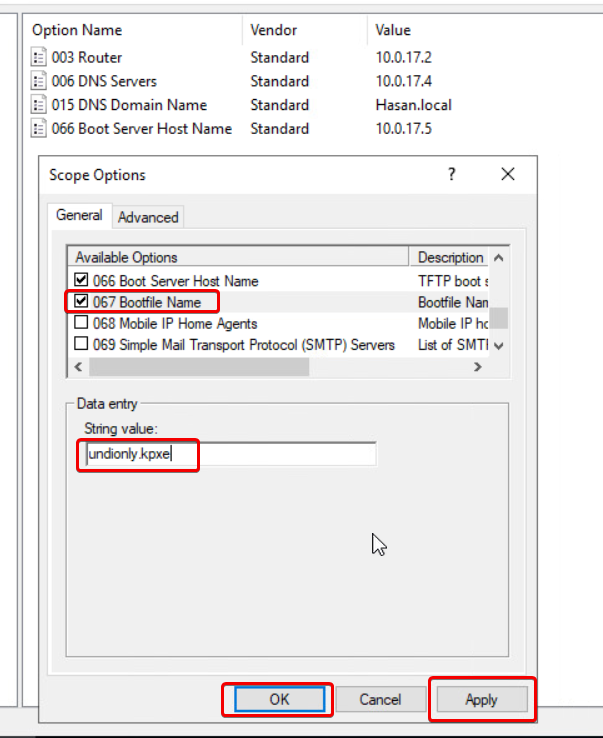 Option Name Vendor Value
003 Router Standard 10.0.17.2
006 DNS Servers Standard 10.0.17.4
015 DNS Domain Name Standard Hasan.local
066 Boot Server Host Name Standard 10.0.17.5
Scope Options ?
General Advanced
Available Options Description
066 Boot Server Host Name TFTP boot s
067 Bootfile Name Bootfile Nam
068 Mobile IP Home Agents Mobile IP ho
069 Simple Mail Transport Protocol (SMTP) Servers List of SMT
Data entry
String value:
undionly.kpxe
OK Cancel Apply